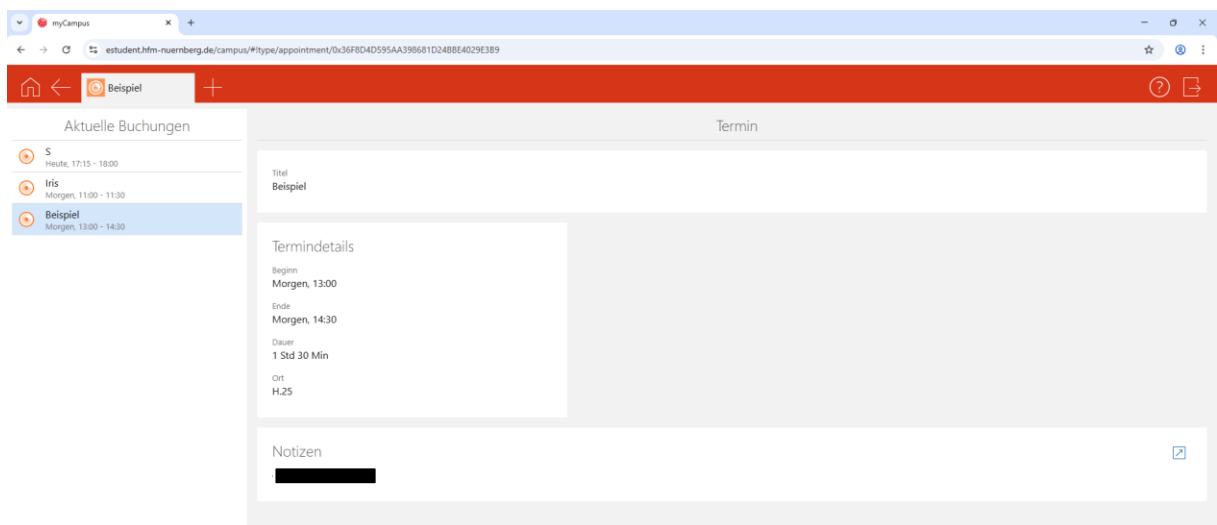 myCampus
estudent.hfm-nuernberg.de/campus/#!type/appointment/0x36F8D4D595AA398681D24BBE4029E3B9
Beispiel
Aktuelle Buchungen
S
Heute, 17:15 - 18:00
Iris
Morgen, 11:00 - 11:30
Beispiel
Morgen, 13:00 - 14:30
Termin
Titel
Beispiel
Termindetails
Beginn
Morgen, 13:00
Ende
Morgen, 14:30
Dauer
1 Std 30 Min
Ort
H.25
Notizen